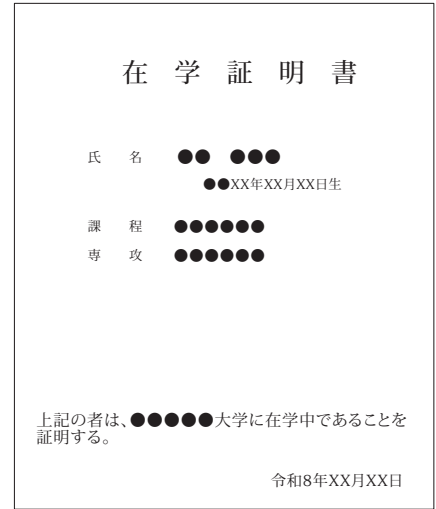 在 学 証 明 書
氏 名 ●● ●●●
●●XX年XX月XX日生
課 程 ●●●●●●
専 攻 ●●●●●●
上記の者は、●●●●●大学に在学中であることを
証明する。
令和8年XX月XX日